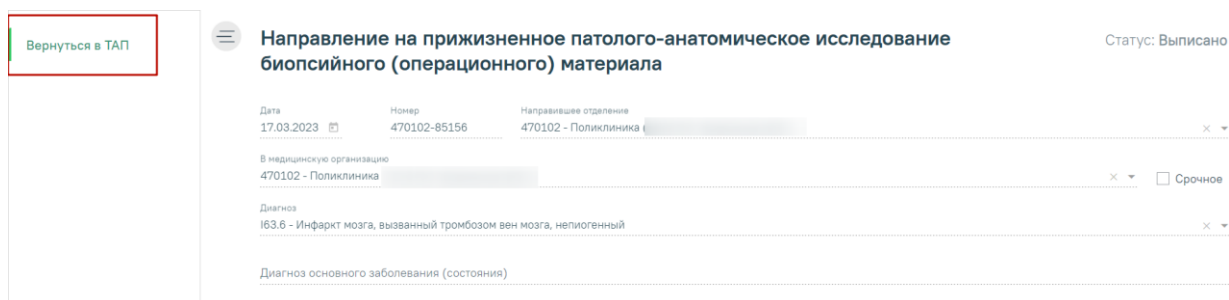 Вернуться в ТАП
Направление на прижизненное патолого-анатомическое исследование
биопсийного (операционного) материала
Статус: Выписано
Дата
Номер
Направившее отделение
17.03.2023
470102-85156
470102 - Поликлиника (
В медицинскую организацию
470102 - Поликлиника
Срочное
Диагноз
I63.6 - Инфаркт мозга, вызванный тромбозом вен мозга, непиогенный
Диагноз основного заболевания (состояния)